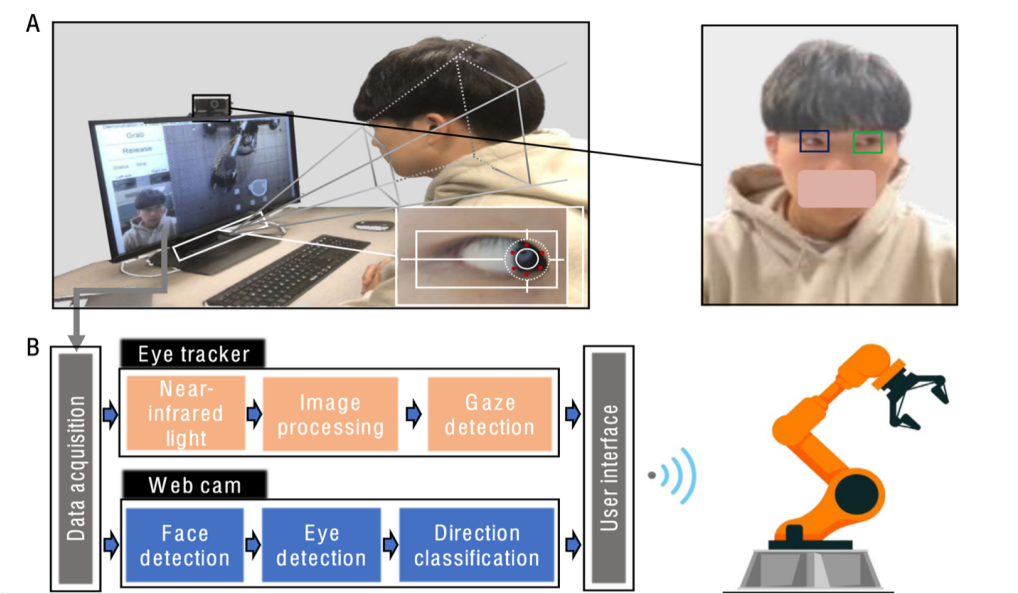 A
Grab
Release
B
Eye tracker
Near-
infrared
light
Image
processing
Gaze
detection
Data acquisition
User interface
Web cam
Face
detection
Eye
detection
Direction
classification